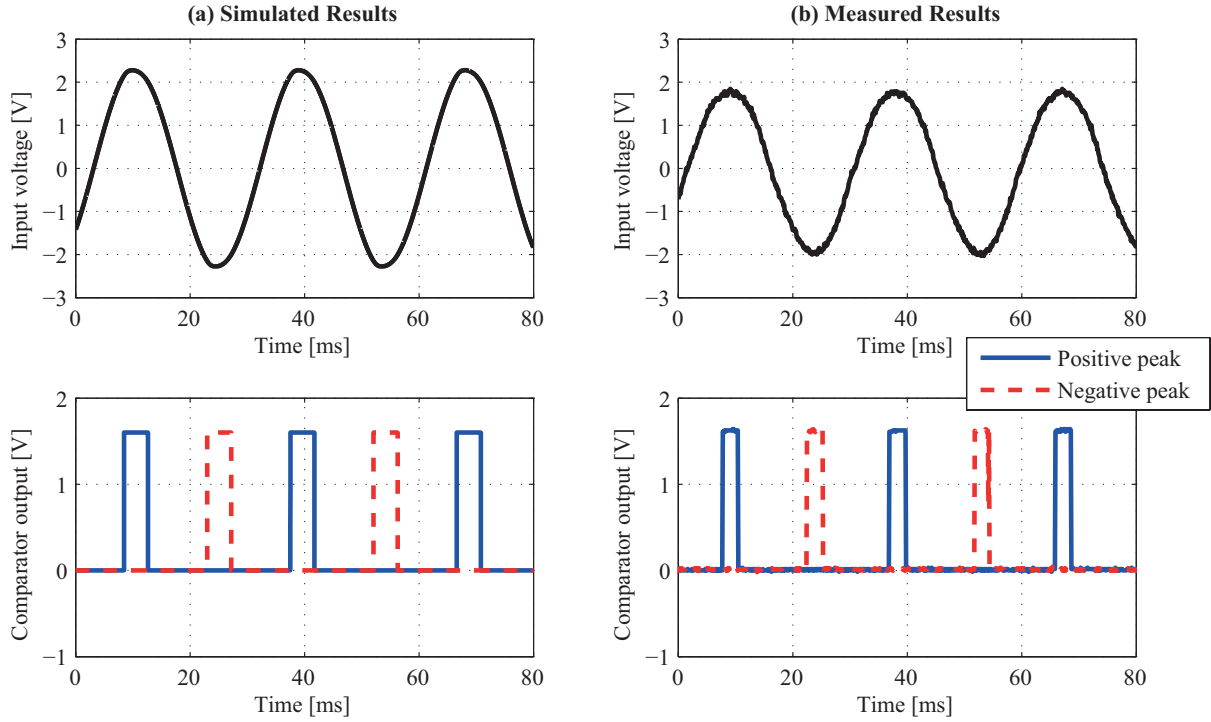 (a) Simulated Results
3
2
1
0
−1
−2
−3
Input voltage [V]
0 20 40 60 80
Time [ms]
(b) Measured Results
3
2
1
0
−1
−2
−3
Input voltage [V]
0 20 40 60 80
Time [ms]
Positive peak
Negative peak
2
1
0
−1
Comparator output [V]
0 20 40 60 80
Time [ms]
2
1
0
−1
Comparator output [V]
0 20 40 60 80
Time [ms]